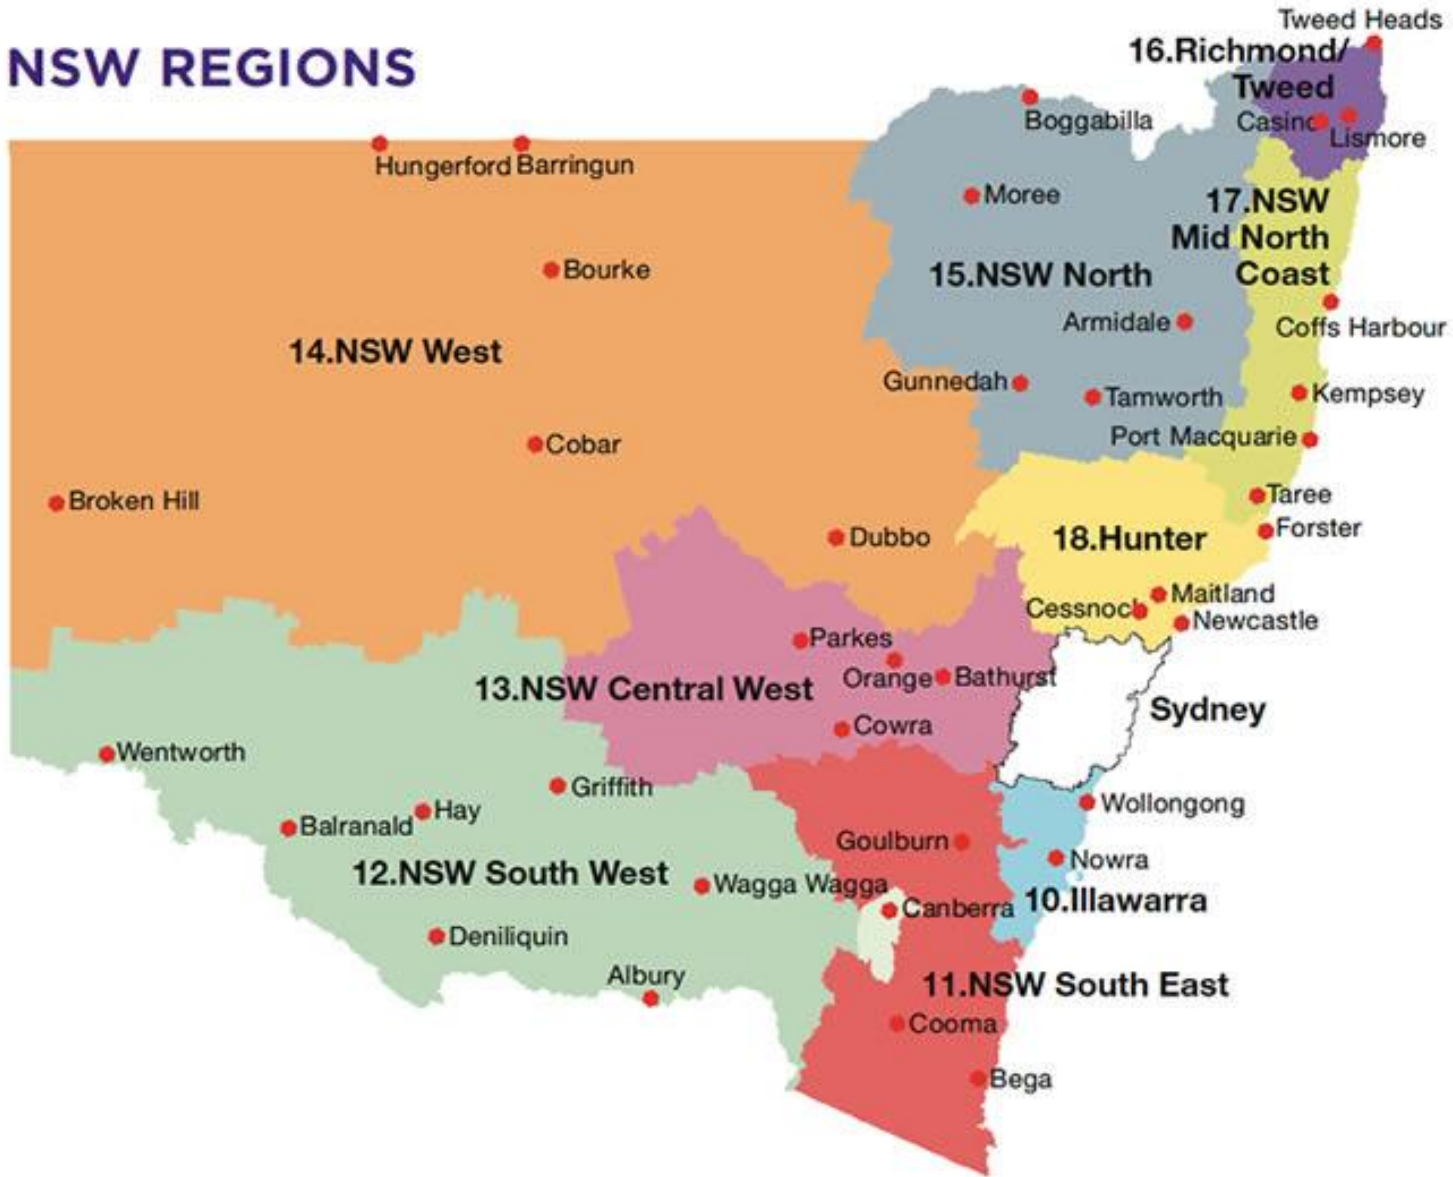 NSW REGIONS
Tweed Heads
16.Richmond/
Tweed
Boggabilla
Casino
Lismore
Hungerford
Barringun
Moree
17.NSW
Mid North
Coast
Bourke
15.NSW North
Armidale
Coffs Harbour
14.NSW West
Gunnedah
Tamworth
Kempsey
Port Macquarie
Cobar
Broken Hill
Taree
Forster
Dubbo
18.Hunter
Maitland
Cessnock
Newcastle
Parkes
Orange
Bathurst
13.NSW Central West
Sydney
Cowra
Wentworth
Griffith
Wollongong
Hay
Balranald
Goulburn
Nowra
12.NSW South West
Wagga Wagga
Canberra
10.Illawarra
Deniliquin
Albury
11.NSW South East
Cooma
Bega